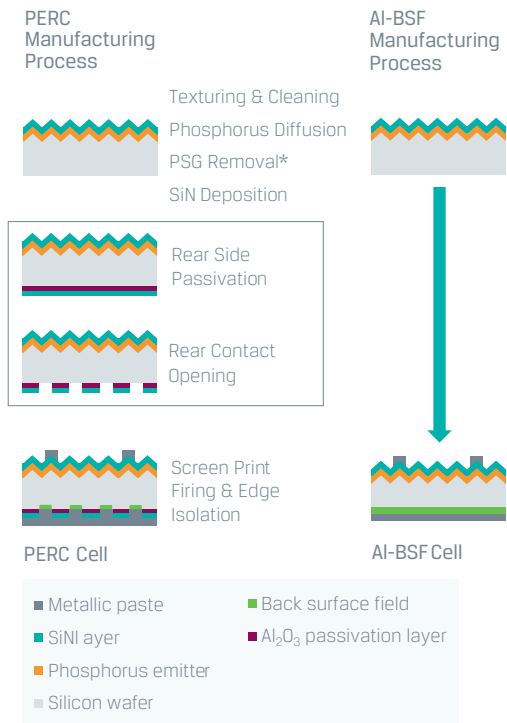 PERC
Manufacturing
Process
Al-BSF
Manufacturing
Process
Texturing & Cleaning
Phosphorus Diffusion
PSG Removal*
SiN Deposition
Rear Side
Passivation
Rear Contact
Opening
Screen Print
Firing & Edge
Isolation
PERC Cell
Al-BSF Cell
Metallic paste
SiNl ayer
Phosphorus emitter
Silicon wafer
Back surface field
Al₂O₃ passivation layer